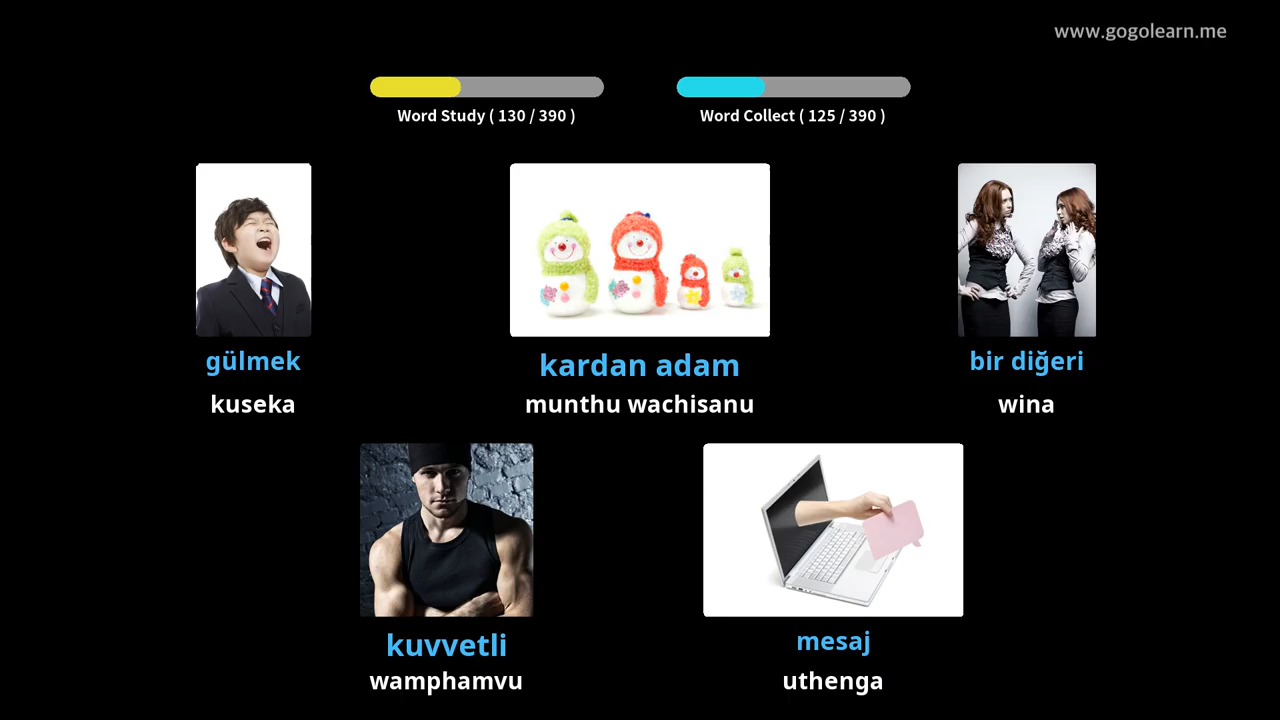 www.gogolearn.me
Word Study ( 130 / 390 )
Word Collect ( 125 / 390 )
gülmek
kuseka
kardan adam
munthu wachisanu
bir diğeri
wina
kuvvetli
wamphamvu
mesaj
uthenga